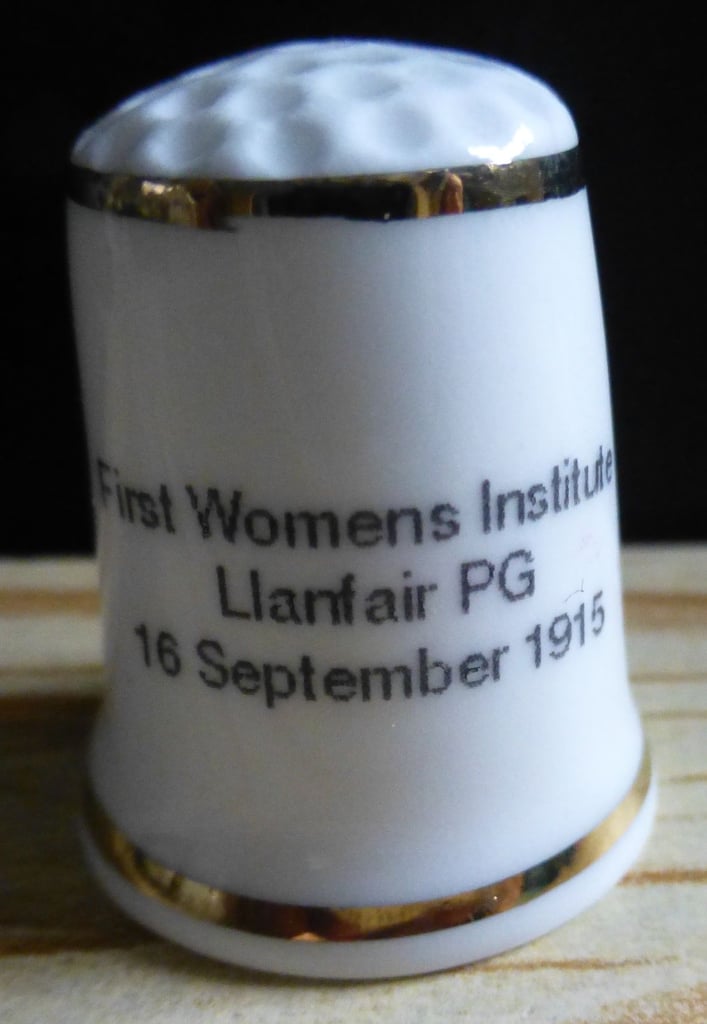 First Womens Institute
Llanfair PG
16 September 1915